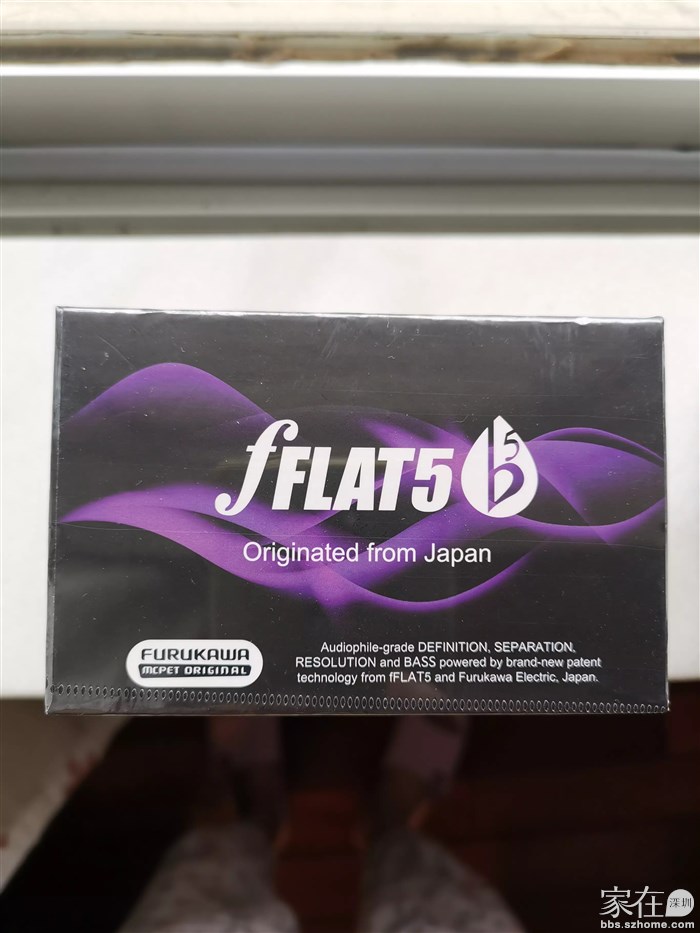 fFLAT5 b5
Originated from Japan
FURUKAWA
MCPET ORIGINAL
Audiophile-grade DEFINITION, SEPARATION,
RESOLUTION and BASS powered by brand-new patent
technology from fFLAT5 and Furukawa Electric, Japan.
家在深圳
bbs.szhome.com